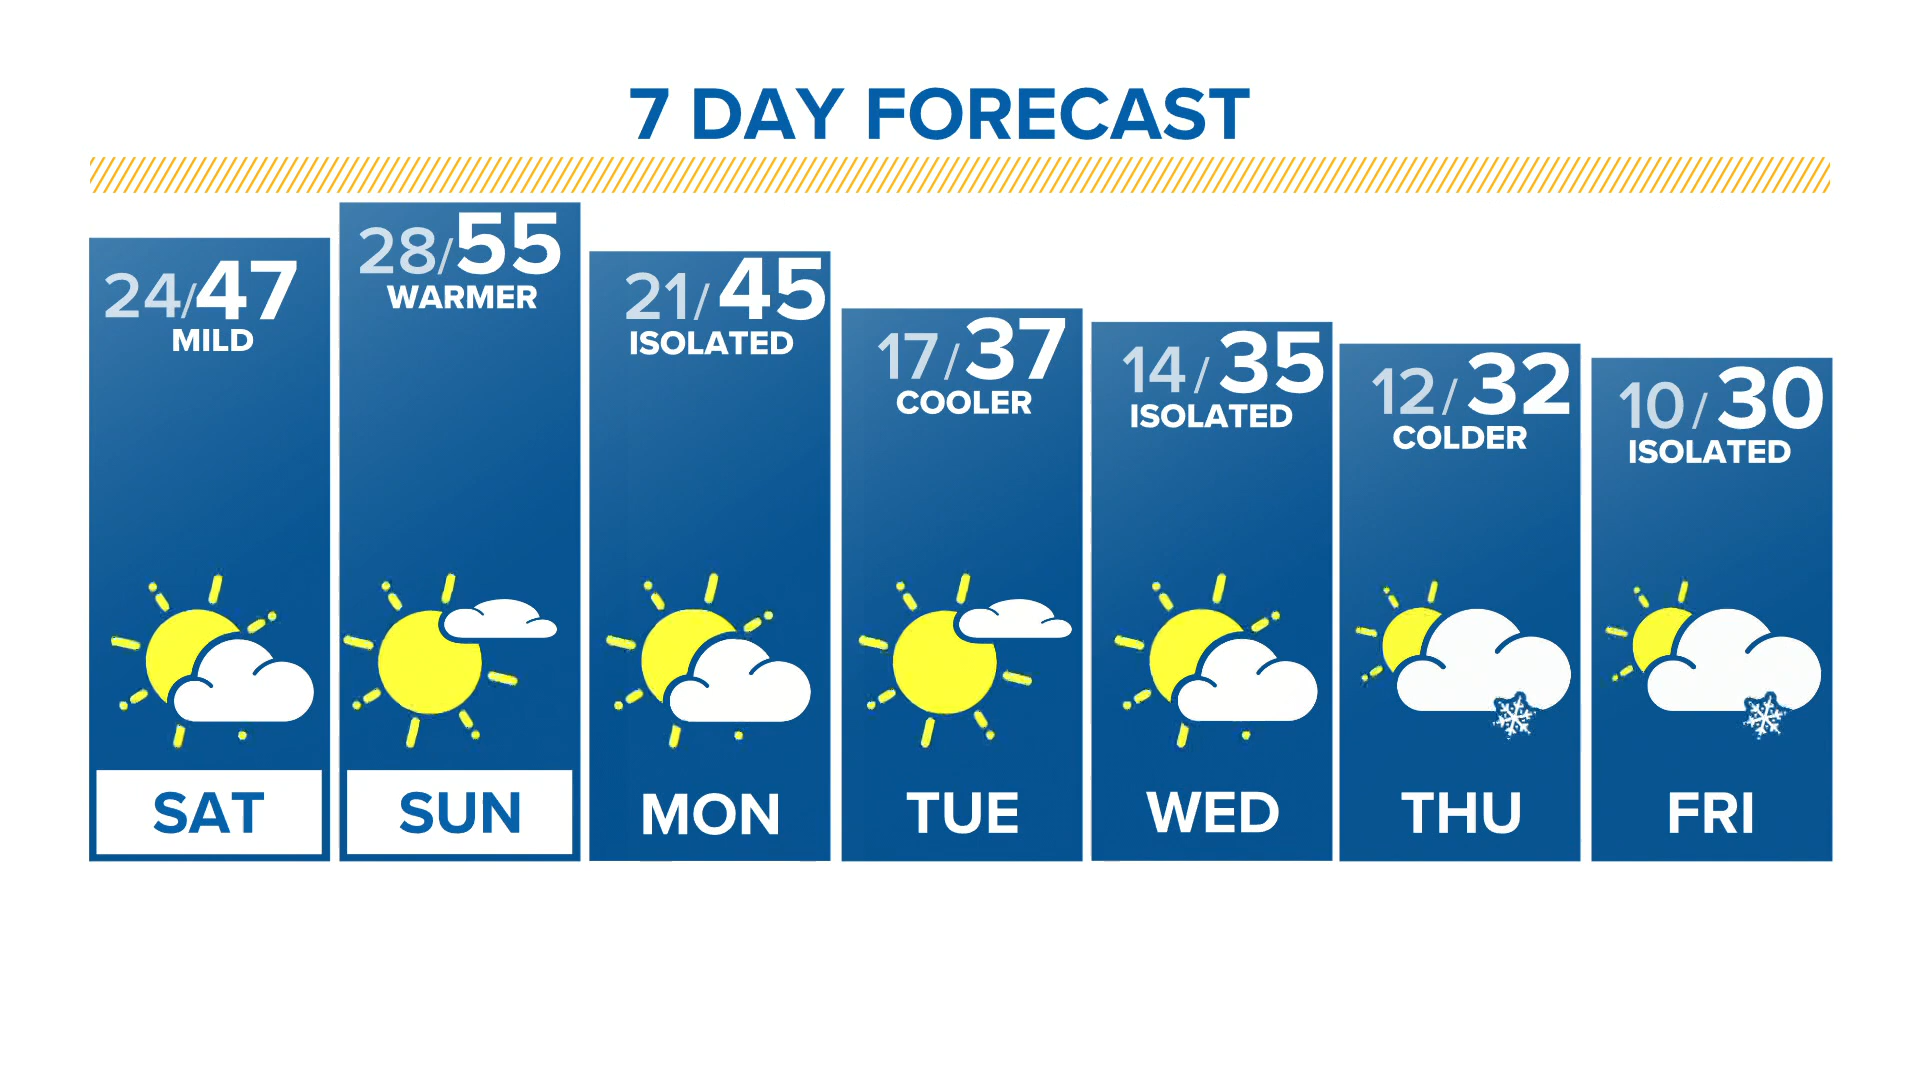 7 DAY FORECAST
24/47
MILD
SAT
28/55
WARMER
SUN
21/45
ISOLATED
MON
17/37
COOLER
TUE
14/35
ISOLATED
WED
12/32
COLDER
THU
10/30
ISOLATED
FRI